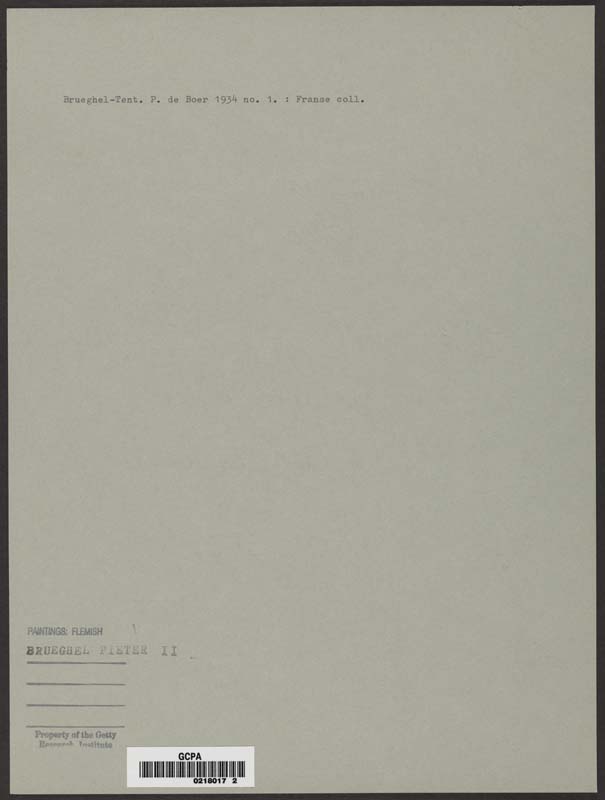 Brueghel-Tent. P. de Boer 1934 no. 1. : Franse coll.
PAINTINGS: FLEMISH
BRUEGHEL PIETER II
Property of the Getty
Research Institute
GCPA
0218017 2